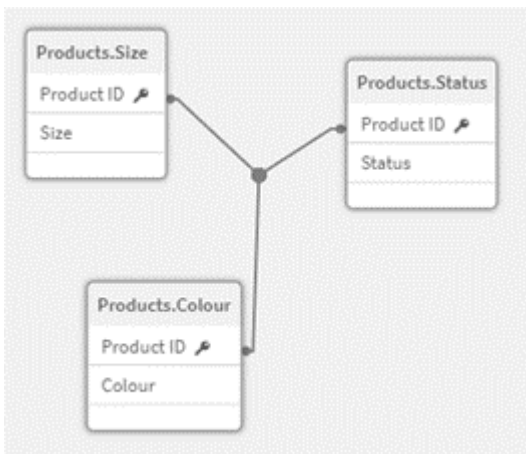 Products.Size
Product ID
Size
Products.Status
Product ID
Status
Products.Colour
Product ID
Colour